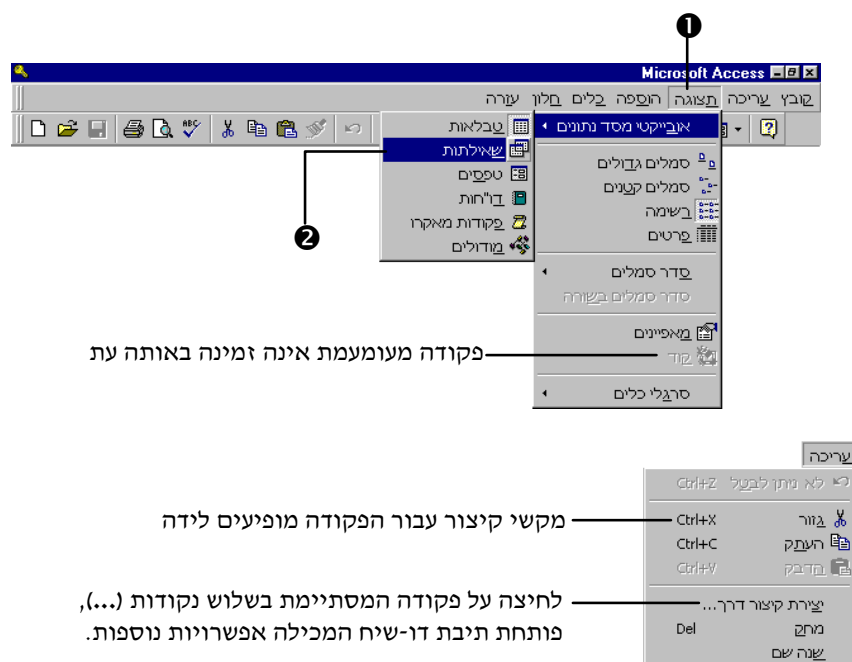 ❶
Microsoft Access
קובץ עריכה תצוגה הוספה כלים חלון עזרה
אובייקטי מסד נתונים
טבלאות
שאילתות
❷
טפסים
דו"חות
פקודות מאקרו
מודולים
סמלים גדולים
סמלים קטנים
רשימה
פרטים
סדר סמלים
סדר סמלים בשורה
מאפיינים
קוד
סרגלי כלים
פקודה מעומעמת אינה זמינה באותה עת
עריכה
לא ניתן לבטל Ctrl+Z
גזור Ctrl+X
העתק Ctrl+C
הדבק Ctrl+V
יצירת קיצור דרך...
מחק Del
שנה שם
מקשי קיצור עבור הפקודה מופיעים לידה
לחיצה על פקודה המסתיימת בשלוש נקודות (...),
פותחת תיבת דו-שיח המכילה אפשרויות נוספות.